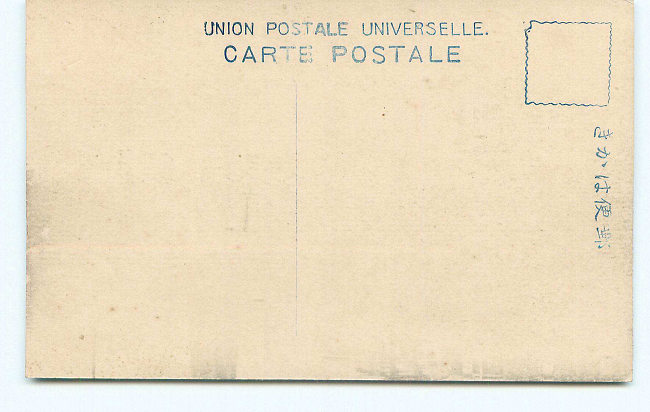 UNION POSTALE UNIVERSELLE.
CARTE POSTALE
きかは便郵